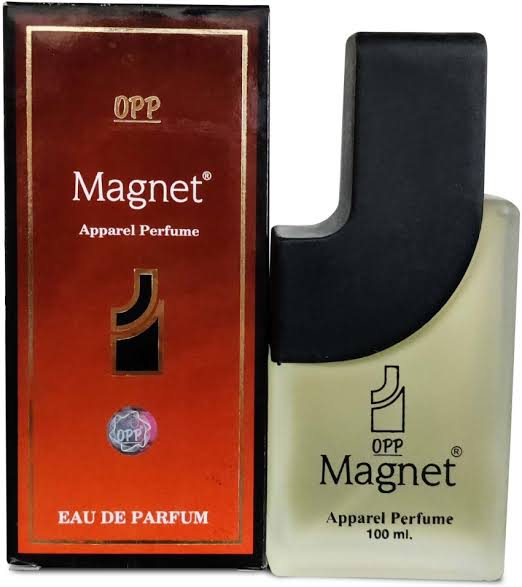 OPP
Magnet®
Apparel Perfume
OPP
EAU DE PARFUM
OPP
Magnet®
Apparel Perfume
100 ml.